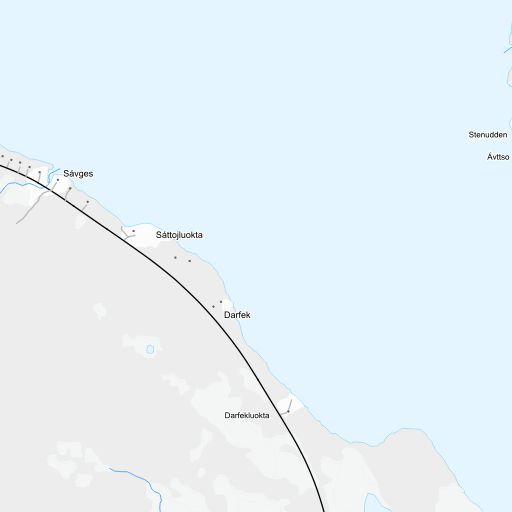 Stenudden
Ávttso
Sávges
Sáttojluokta
Darfek
Darfekluokta